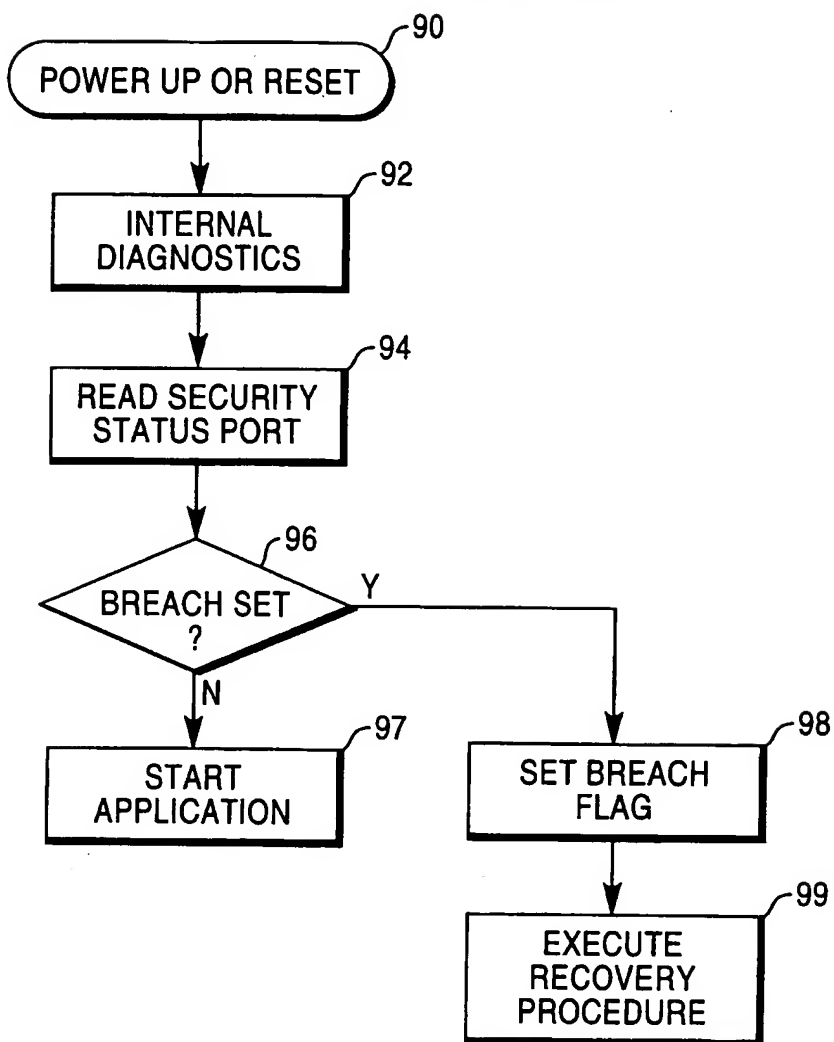 90
POWER UP OR RESET
92
INTERNAL
DIAGNOSTICS
94
READ SECURITY
STATUS PORT
96
BREACH SET
?
Y
N
97
START
APPLICATION
98
SET BREACH
FLAG
99
EXECUTE
RECOVERY
PROCEDURE